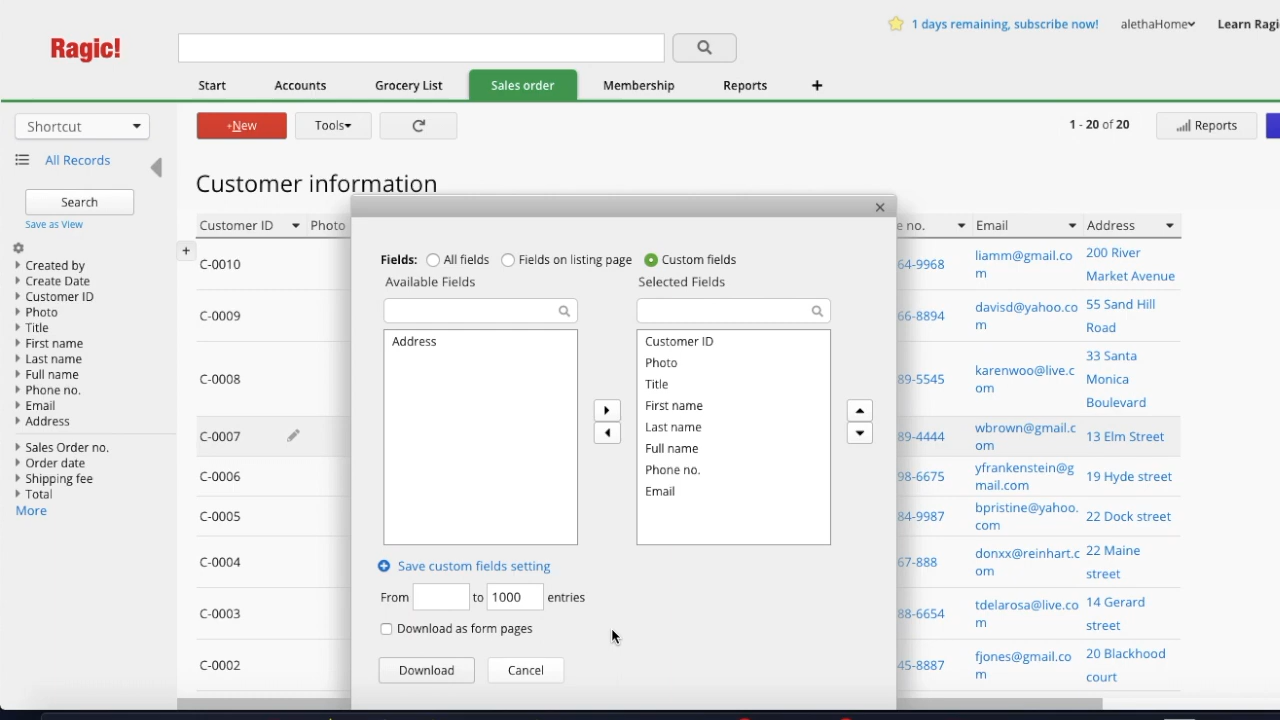 1 days remaining, subscribe now! alethaHome Learn Ragi
Ragic!
Start Accounts Grocery List Sales order Membership Reports +
Shortcut
+New Tools 1 - 20 of 20 Reports
All Records
Search
Save as View
Customer information
Customer ID Photo e no. Email Address
Created by
Create Date
Customer ID
Photo
Title
First name
Last name
Full name
Phone no.
Email
Address
Sales Order no.
Order date
Shipping fee
Total
More
+
C-0010 64-9968 liamm@gmail.co
m
200 River
Market Avenue
C-0009 66-8894 davisd@yahoo.co
m
55 Sand Hill
Road
C-0008 89-5545 karenwoo@live.c
om
33 Santa
Monica
Boulevard
C-0007 89-4444 wbrown@gmail.c
om
13 Elm Street
C-0006 98-6675 yfrankenstein@g
mail.com
19 Hyde street
C-0005 84-9987 bpristine@yahoo.
com
22 Dock street
C-0004 67-888 donxx@reinhart.c
om
22 Maine
street
C-0003 88-6654 tdelarosa@live.co
m
14 Gerard
street
C-0002 45-8887 fjones@gmail.co
m
20 Blackhood
court
Fields: All fields Fields on listing page Custom fields
Available Fields Selected Fields
Address
Customer ID
Photo
Title
First name
Last name
Full name
Phone no.
Email
Save custom fields setting
From to 1000 entries
Download as form pages
Download Cancel